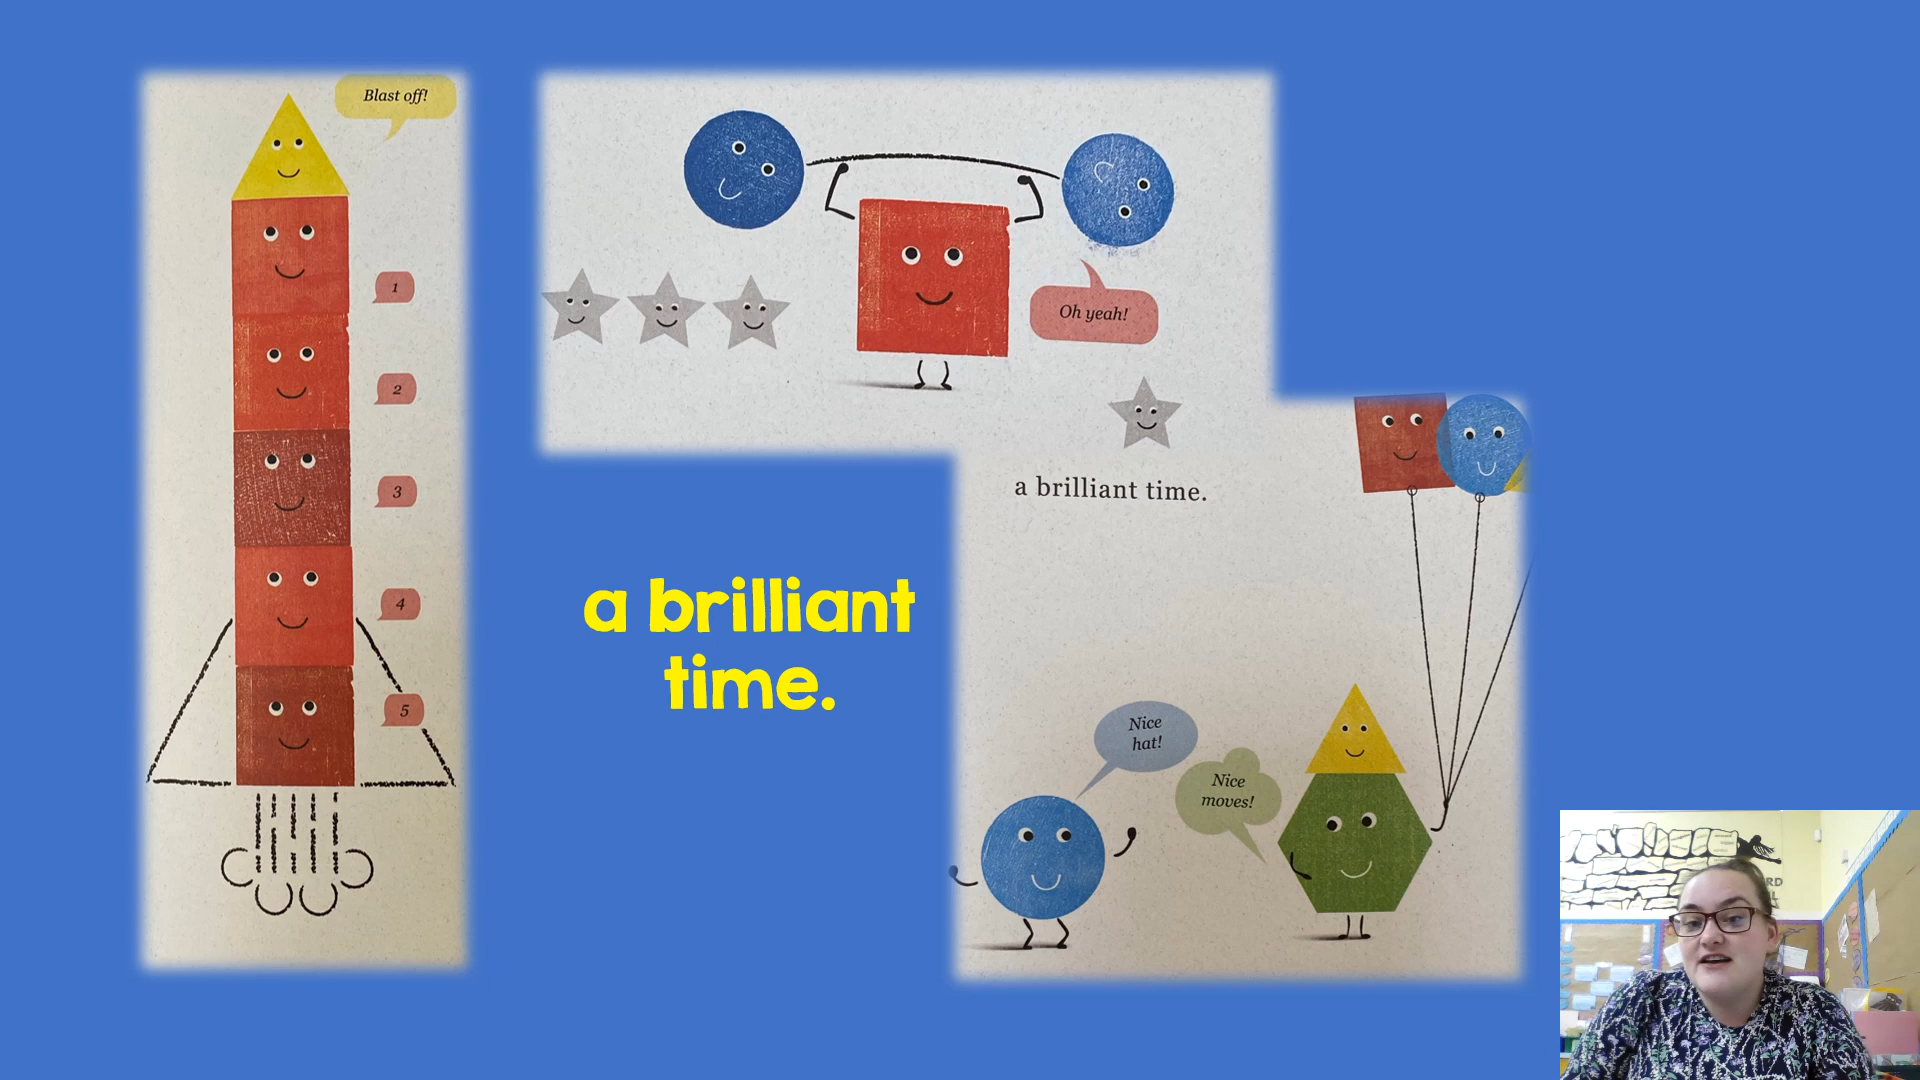 Blast off!
1
2
3
4
5
Oh yeah!
a brilliant time.
a brilliant
time.
Nice
hat!
Nice
moves!